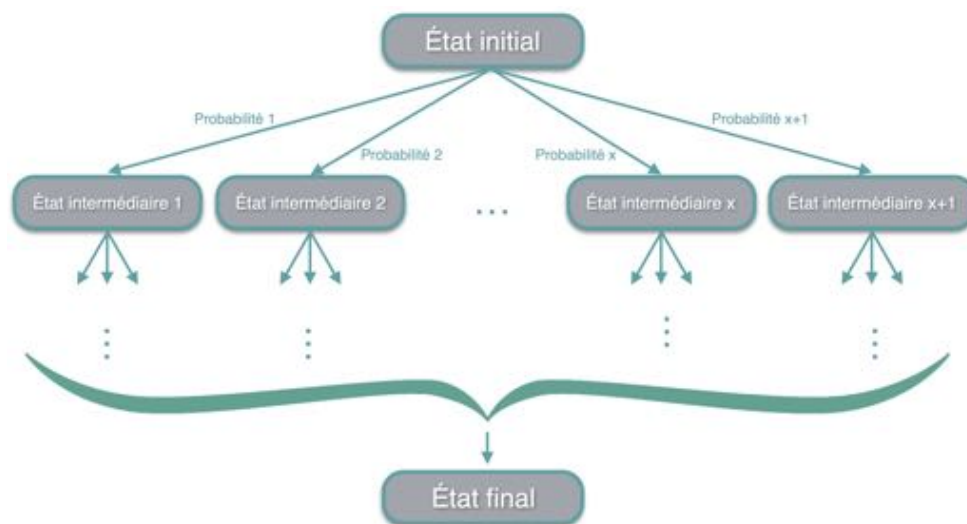 État initial
Probabilité 1
Probabilité x+1
Probabilité 2
Probabilité x
État intermédiaire 1
État intermédiaire 2
...
État intermédiaire x
État intermédiaire x+1
État final